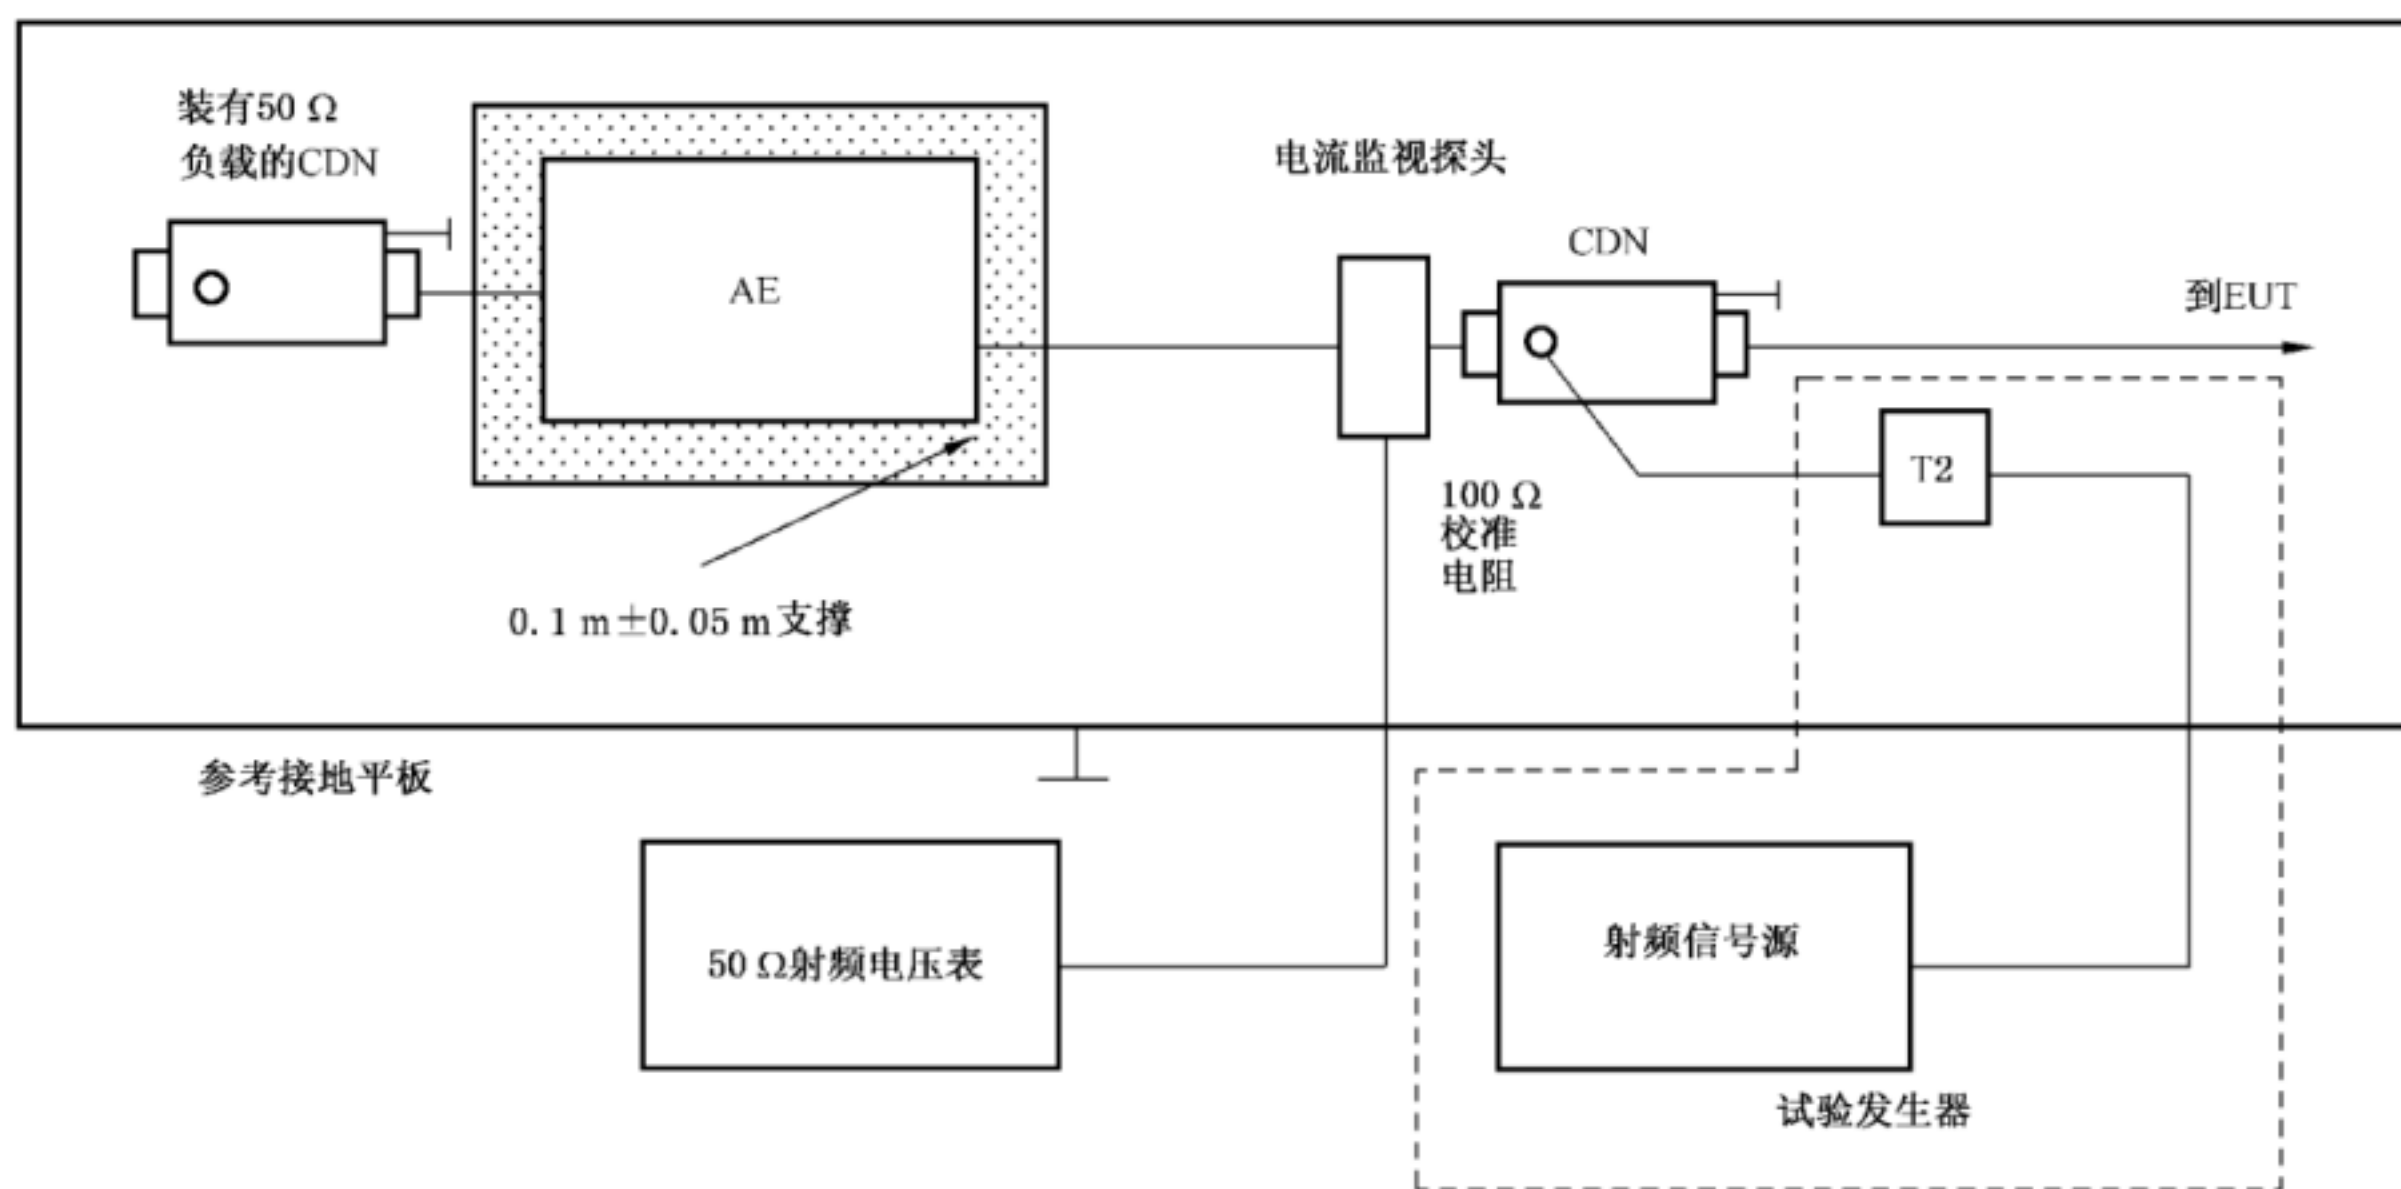 装有50 Ω
负载的CDN
AE
电流监视探头
CDN
到EUT
T2
100 Ω
校准
电阻
0.1 m±0.05 m支撑
参考接地平板
50 Ω射频电压表
射频信号源
试验发生器